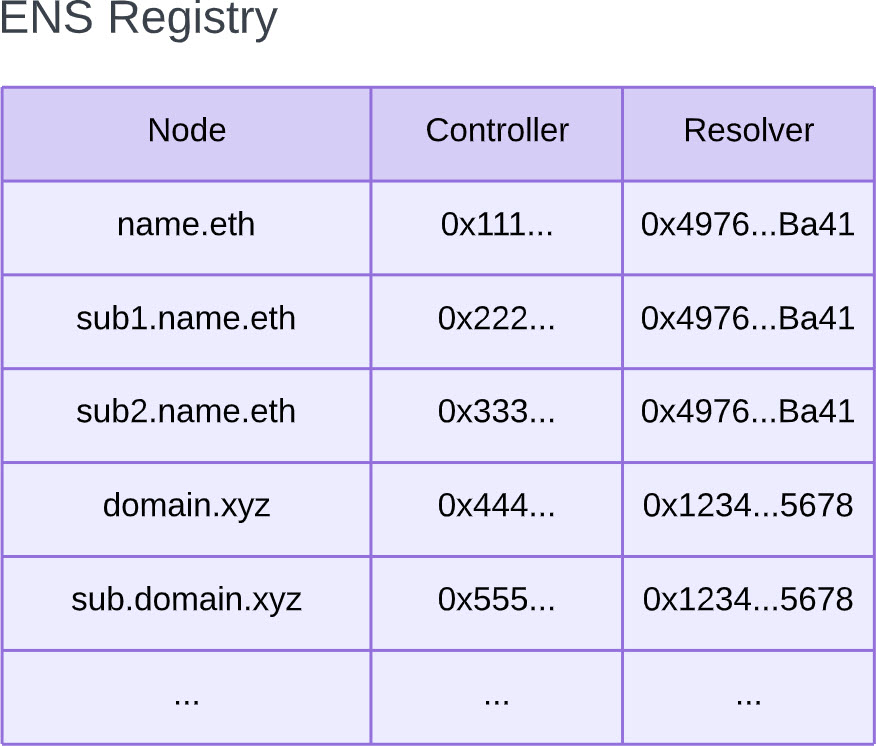 ENS Registry
Node Controller Resolver
name.eth 0x111... 0x4976...Ba41
sub1.name.eth 0x222... 0x4976...Ba41
sub2.name.eth 0x333... 0x4976...Ba41
domain.xyz 0x444... 0x1234...5678
sub.domain.xyz 0x555... 0x1234...5678
... ... ...